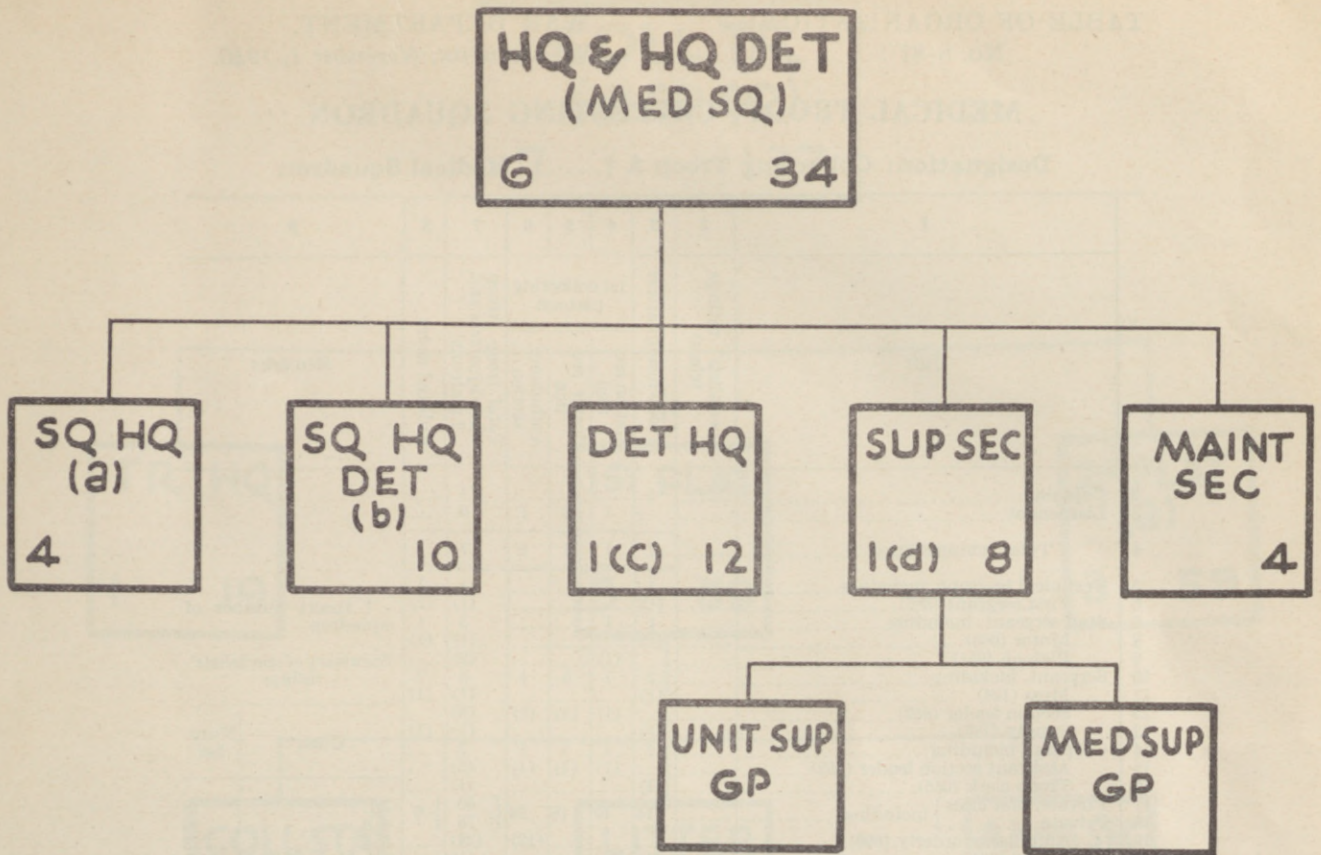 HQ & HQ DET
(MED SQ)
6 34
SQ HQ
(a)
4
SQ HQ
DET
(b)
10
DET HQ
1(C) 12
SUP SEC
1(d) 8
MAINT
SEC
4
UNIT SUP
GP
MED SUP
GP